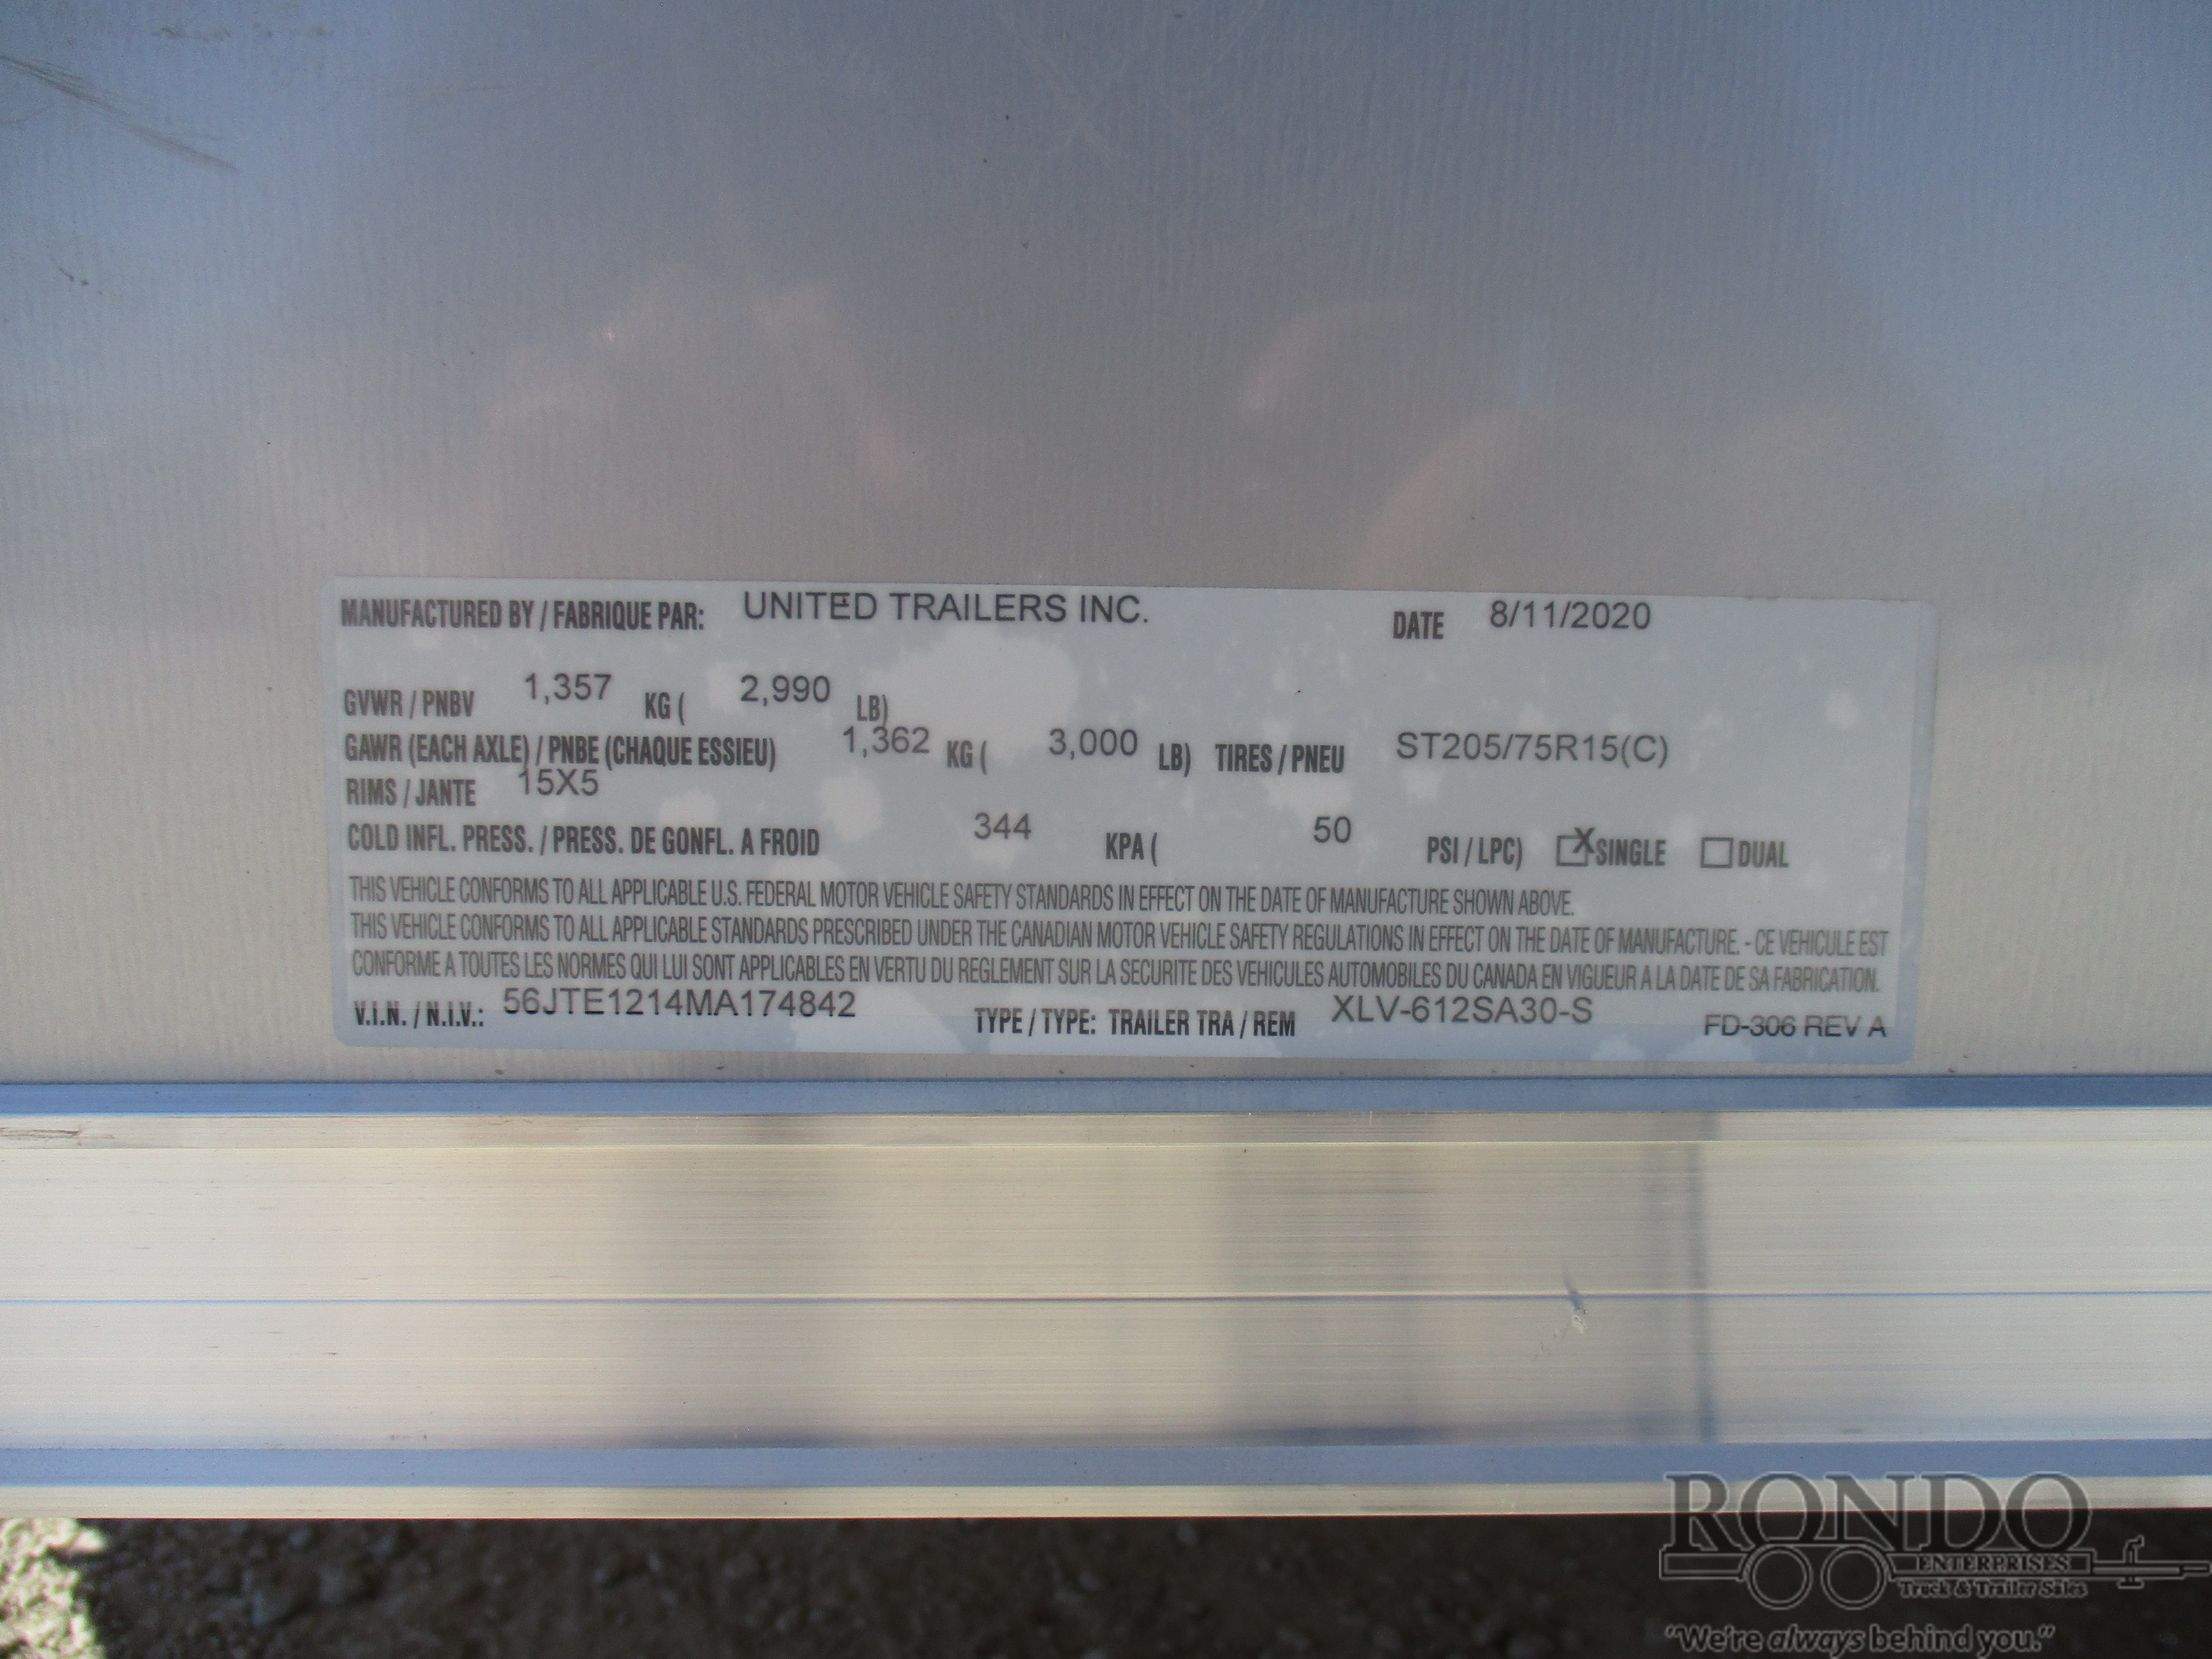 MANUFACTURED BY / FABRIQUE PAR: UNITED TRAILERS INC. DATE 8/11/2020
GVWR / PNBV 1,357 KG ( 2,990 LB)
GAWR (EACH AXLE) / PNBE (CHAQUE ESSIEU) 1,362 KG ( 3,000 LB) TIRES / PNEU ST205/75R15(C)
RIMS / JANTE 15X5
COLD INFL. PRESS. / PRESS. DE GONFL. A FROID 344 KPA ( 50 PSI / LPC) X SINGLE DUAL
THIS VEHICLE CONFORMS TO ALL APPLICABLE U.S. FEDERAL MOTOR VEHICLE SAFETY STANDARDS IN EFFECT ON THE DATE OF MANUFACTURE SHOWN ABOVE.
THIS VEHICLE CONFORMS TO ALL APPLICABLE STANDARDS PRESCRIBED UNDER THE CANADIAN MOTOR VEHICLE SAFETY REGULATIONS IN EFFECT ON THE DATE OF MANUFACTURE. - CE VEHICULE EST
CONFORME A TOUTES LES NORMES QUI LUI SONT APPLICABLES EN VERTU DU REGLEMENT SUR LA SECURITE DES VEHICULES AUTOMOBILES DU CANADA EN VIGUEUR A LA DATE DE SA FABRICATION.
V.I.N. / N.I.V.: 56JTE1214MA174842 TYPE / TYPE: TRAILER TRA / REM XLV-612SA30-S FD-306 REV A
RONDO
ENTERPRISES
Truck & Trailer Sales
"We're always behind you."